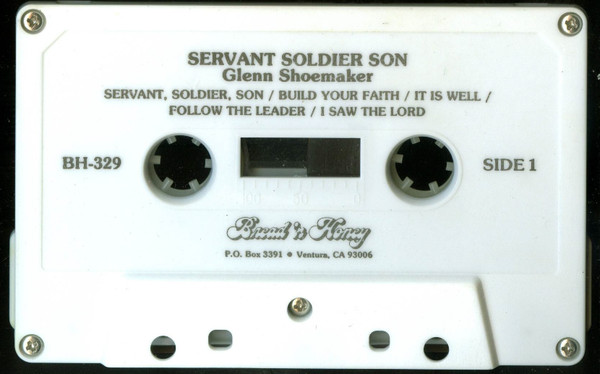 SERVANT SOLDIER SON
Glenn Shoemaker
SERVANT, SOLDIER, SON / BUILD YOUR FAITH / IT IS WELL /
FOLLOW THE LEADER / I SAW THE LORD
BH-329
SIDE 1
Bread 'n Honey
P.O. Box 3391 • Ventura, CA 93006